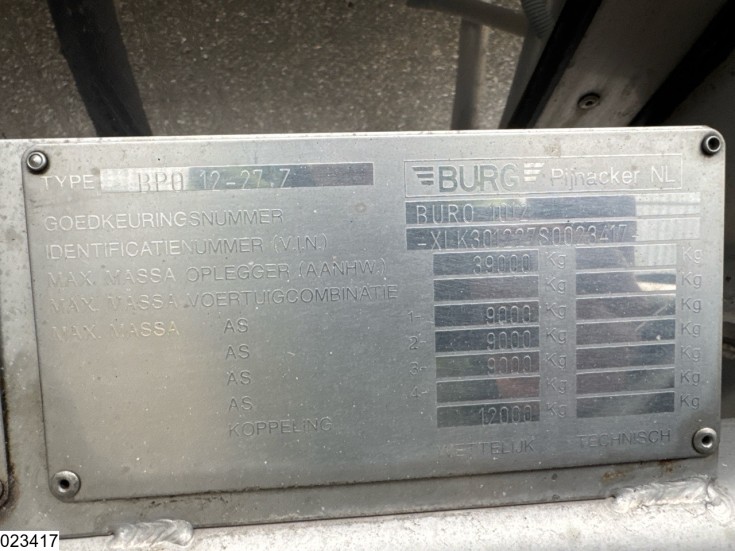 TYPE BPO 12-27.Z BURG Pijnacker NL
GOEDKEURINGSNUMMER BURO
IDENTIFICATIENUMMER (V.I.N.)
MAX. MASSA OPLEGGER (AANHW.) 39000 Kg Kg
MAX. MASSA VOERTUIGCOMBINATIE Kg Kg
MAX. MASSA AS 1- 9000 Kg Kg
AS 2- 9000 Kg Kg
AS 3- 9000 Kg Kg
AS 4- Kg Kg
KOPPELING 12000 Kg Kg
WETTELIJK TECHNISCH
023417